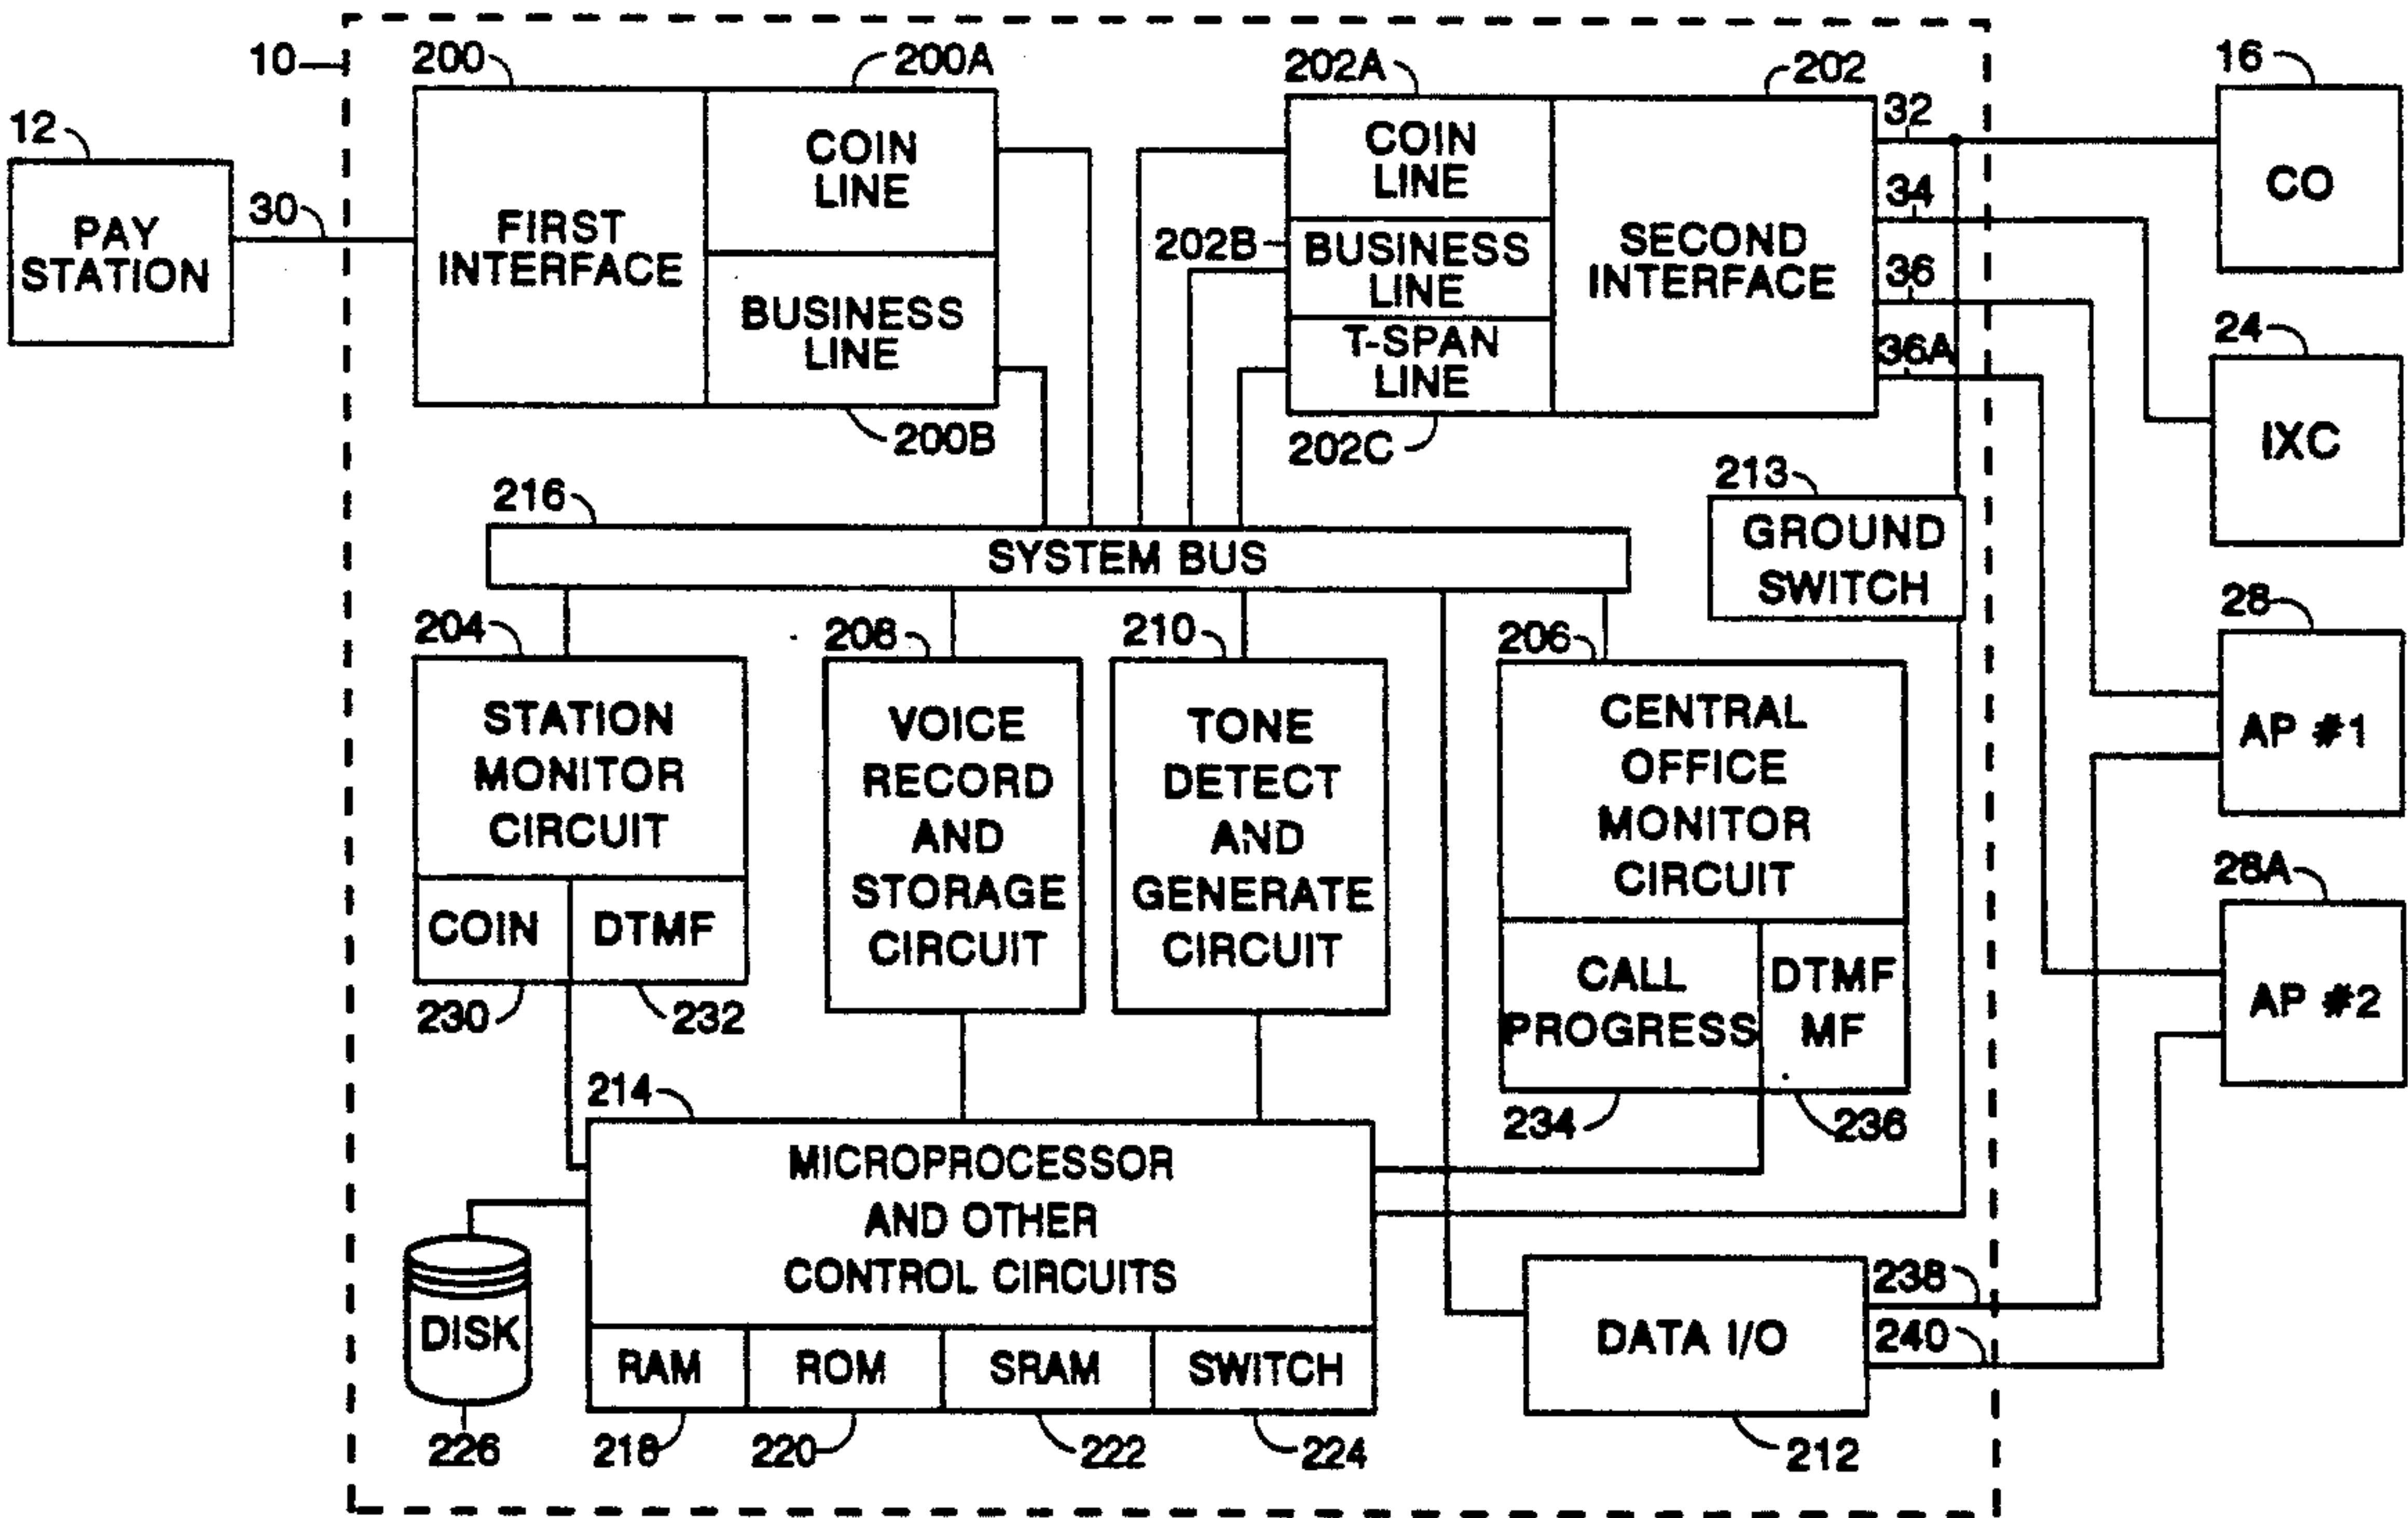 10
200
200A
202A
202
16
12
PAY
STATION
30
FIRST
INTERFACE
COIN
LINE
BUSINESS
LINE
200B
COIN
LINE
202B
BUSINESS
LINE
T-SPAN
LINE
202C
SECOND
INTERFACE
32
34
36
36A
CO
24
IXC
213
GROUND
SWITCH
216
SYSTEM BUS
28
AP #1
28A
AP #2
204
STATION
MONITOR
CIRCUIT
COIN
DTMF
230
232
208
VOICE
RECORD
AND
STORAGE
CIRCUIT
210
TONE
DETECT
AND
GENERATE
CIRCUIT
206
CENTRAL
OFFICE
MONITOR
CIRCUIT
CALL
PROGRESS
DTMF
MF
234
236
214
MICROPROCESSOR
AND OTHER
CONTROL CIRCUITS
RAM
ROM
SRAM
SWITCH
218
220
222
224
DISK
226
DATA I/O
238
240
212